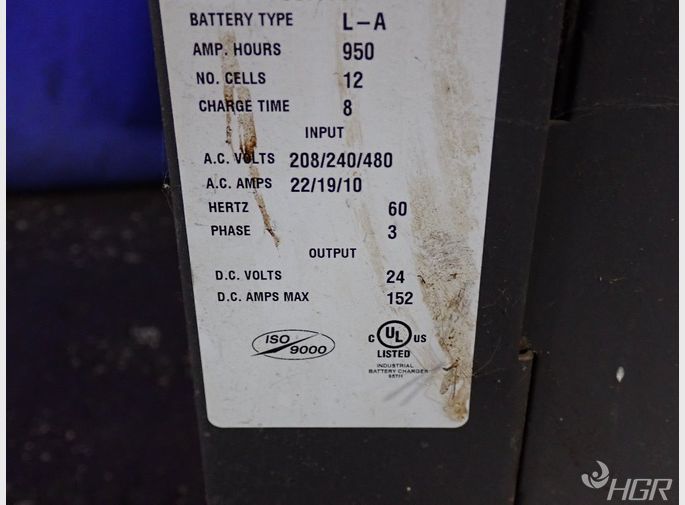 BATTERY TYPE L-A
AMP. HOURS 950
NO. CELLS 12
CHARGE TIME 8
INPUT
A.C. VOLTS 208/240/480
A.C. AMPS 22/19/10
HERTZ 60
PHASE 3
OUTPUT
D.C. VOLTS 24
D.C. AMPS MAX 152
ISO 9000
C UL US
LISTED
INDUSTRIAL
BATTERY CHARGER
HGR